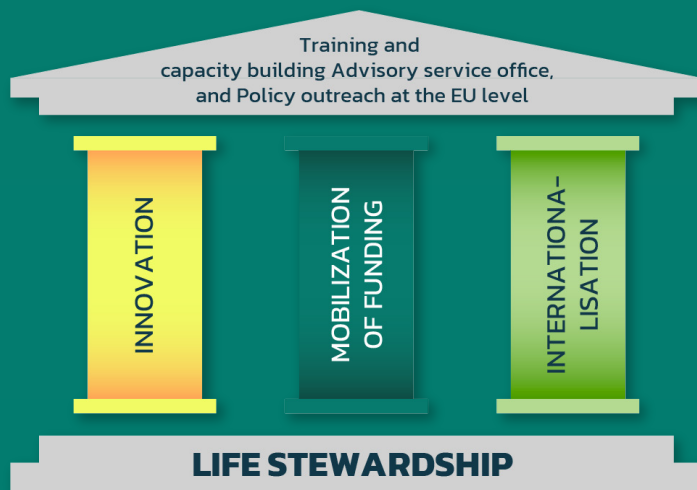 Training and
capacity building Advisory service office,
and Policy outreach at the EU level
INNOVATION
MOBILIZATION
OF FUNDING
INTERNATIONA-
LISATION
LIFE STEWARDSHIP